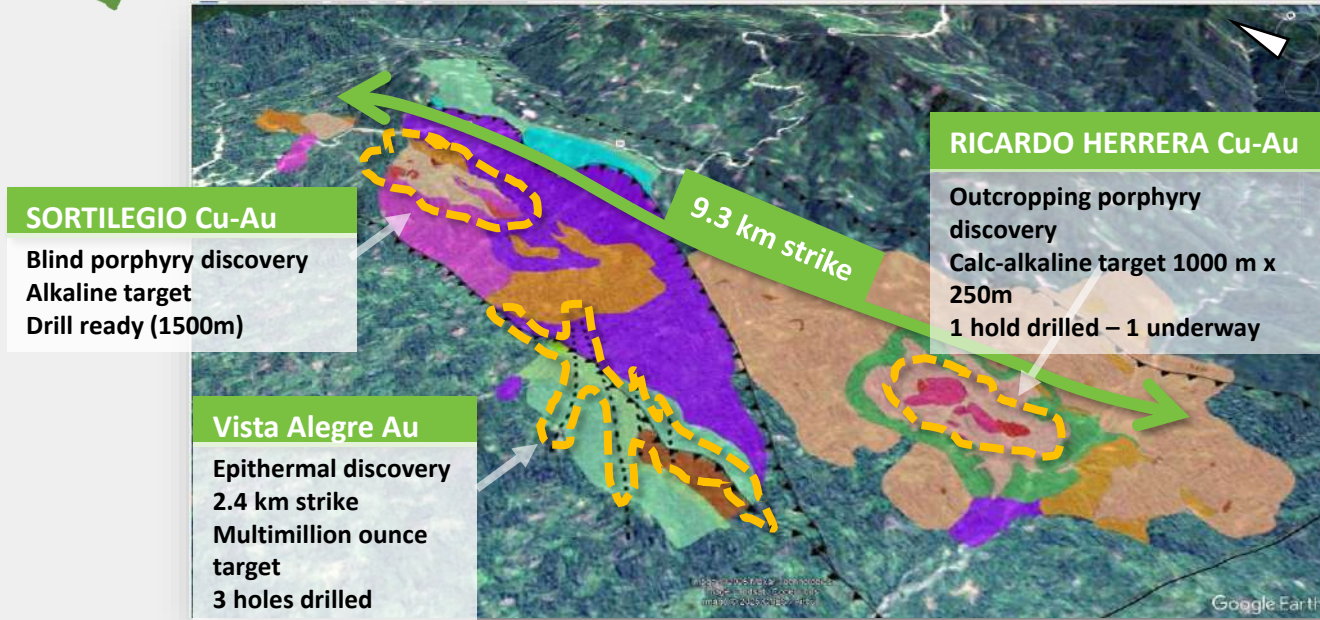 SORTILEGIO Cu-Au
Blind porphyry discovery
Alkaline target
Drill ready (1500m)
9.3 km strike
RICARDO HERRERA Cu-Au
Outcropping porphyry
discovery
Calc-alkaline target 1000 m x
250m
1 hold drilled – 1 underway
Vista Alegre Au
Epithermal discovery
2.4 km strike
Multimillion ounce
target
3 holes drilled
Google Earth